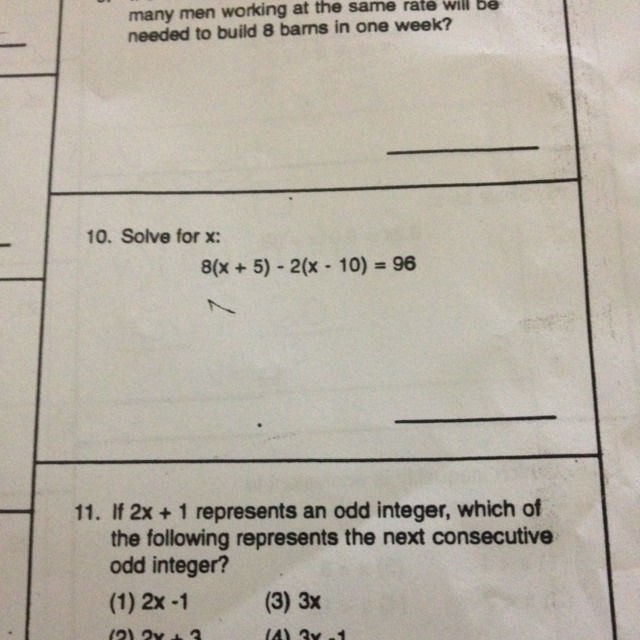 many men working at the same rate will be
needed to build 8 barns in one week?
10. Solve for x:
8(x + 5) - 2(x - 10) = 96
11. If 2x + 1 represents an odd integer, which of
the following represents the next consecutive
odd integer?
(1) 2x -1 (3) 3x
(2) 2x + 3 (4) 3x -1